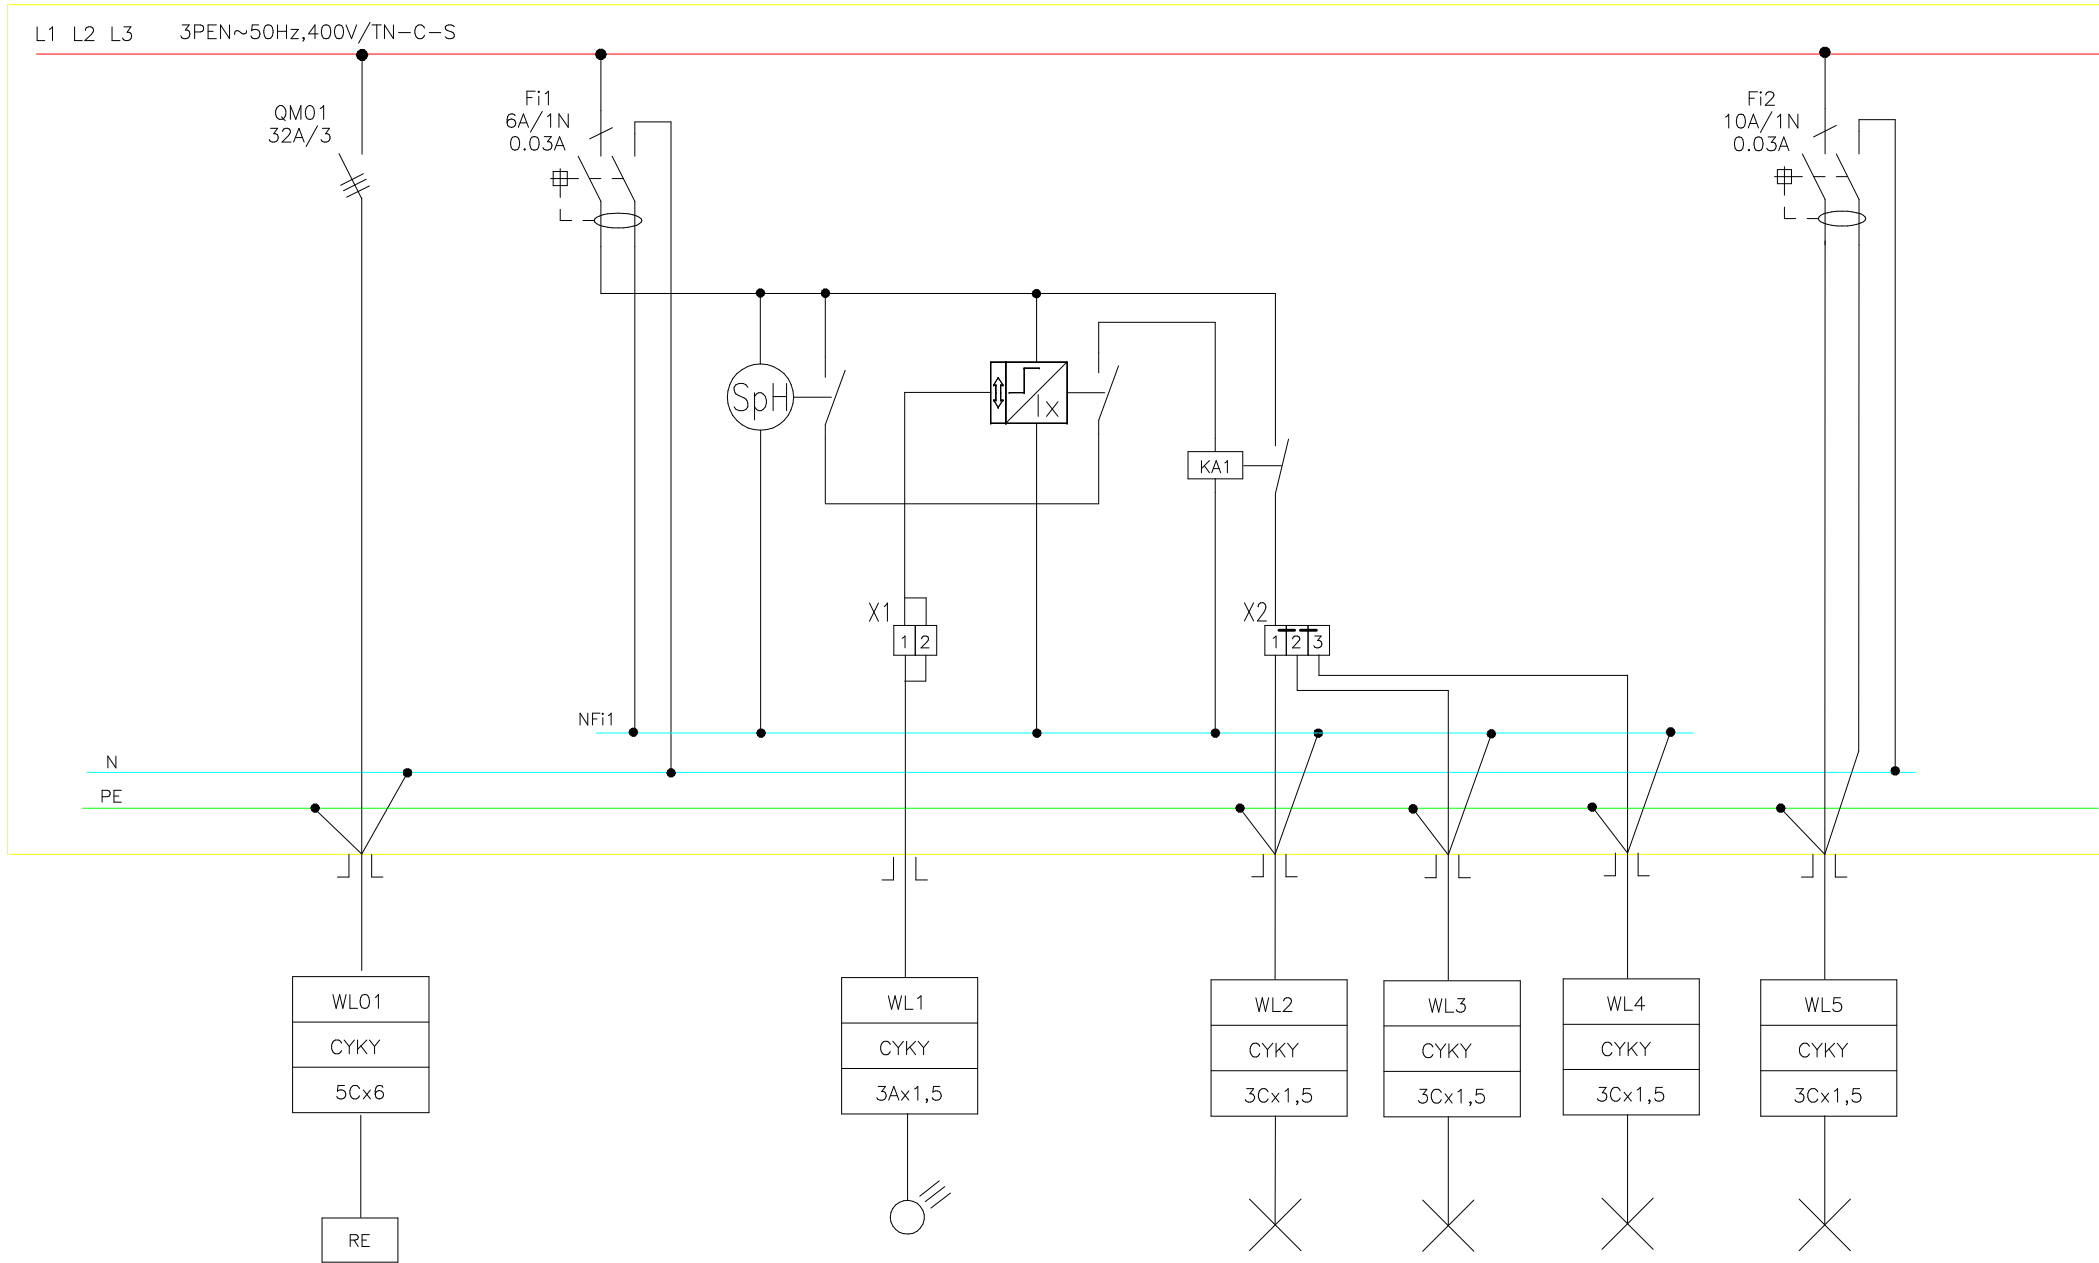 L1 L2 L3 3PEN~50Hz,400V/TN-C-S
QM01
32A/3
Fi1
6A/1N
0.03A
Fi2
10A/1N
0.03A
SpH
lx
KA1
X1
1 2
X2
1 2 3
NFi1
N
PE
WL01
CYKY
5Cx6
RE
WL1
CYKY
3Ax1,5
WL2
CYKY
3Cx1,5
WL3
CYKY
3Cx1,5
WL4
CYKY
3Cx1,5
WL5
CYKY
3Cx1,5